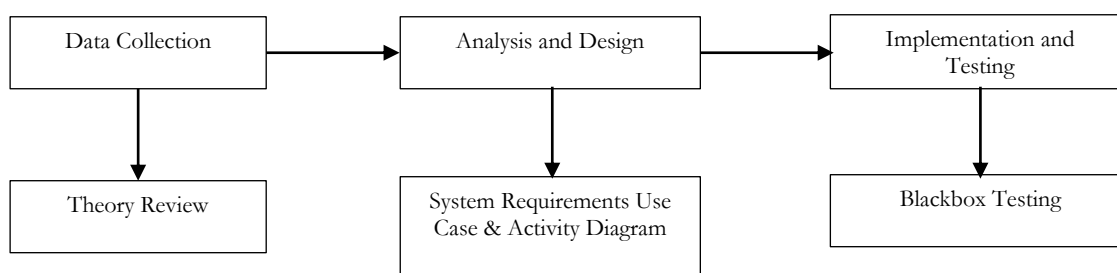 Data Collection
Analysis and Design
Implementation and
Testing
Theory Review
System Requirements Use
Case & Activity Diagram
Blackbox Testing